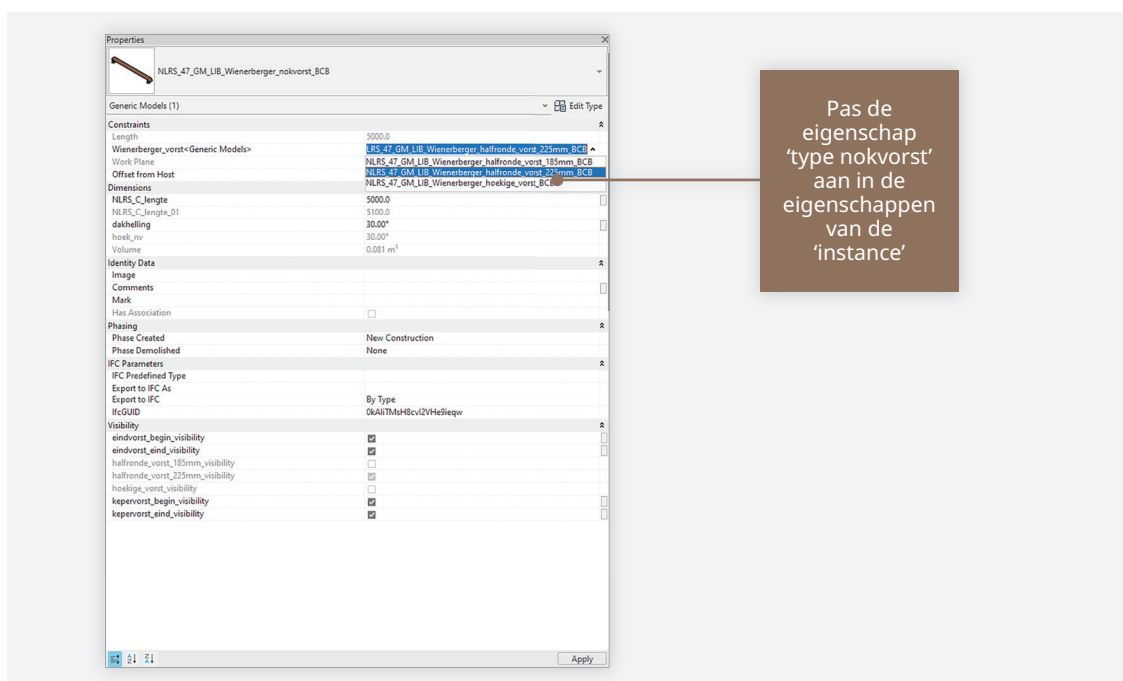 Properties
NLRS_47_GM_LIB_Wienerberger_nokvorst_BCB
Generic Models (1)
Edit Type
Constraints
Length 5000.0
Wienerberger_vorst<Generic Models> LRS_47_GM_LIB_Wienerberger_halfronde_vorst_225mm_BCB
Work Plane NLRS_47_GM_LIB_Wienerberger_halfronde_vorst_185mm_BCB
NLRS_47_GM_LIB_Wienerberger_halfronde_vorst_225mm_BCB
Offset from Host
NLRS_47_GM_LIB_Wienerberger_hoekige_vorst_BCB
Dimensions
NLRS_C_lengte 5000.0
NLRS_C_lengte_01 5100.0
dakhelling 30.00°
hoek_nv 30.00°
Volume 0.081 m³
Identity Data
Image
Comments
Mark
Has Association
Phasing
Phase Created New Construction
Phase Demolished None
IFC Parameters
IFC Predefined Type
Export to IFC As
Export to IFC By Type
IfcGUID 0kAliTMsH8cvI2VHe9ieqw
Visibility
eindvorst_begin_visibility
eindvorst_eind_visibility
halfronde_vorst_185mm_visibility
halfronde_vorst_225mm_visibility
hoekige_vorst_visibility
kepervorst_begin_visibility
kepervorst_eind_visibility
Apply
Pas de
eigenschap
‘type nokvorst’
aan in de
eigenschappen
van de
‘instance’